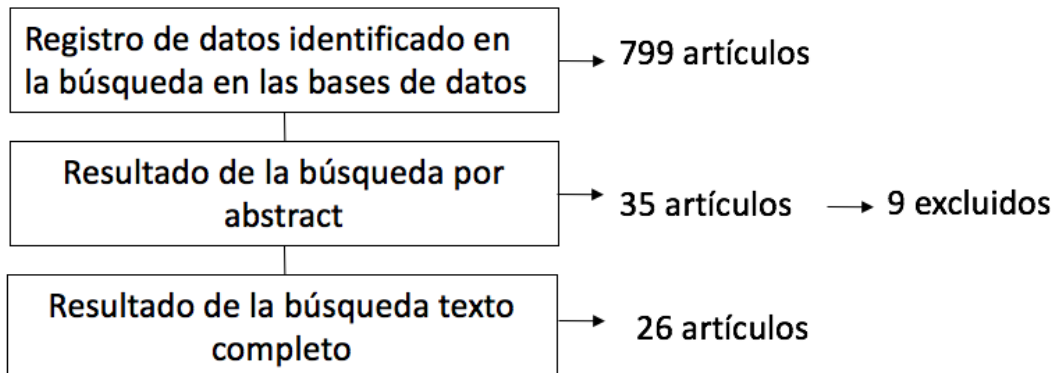 Registro de datos identificado en
la búsqueda en las bases de datos
799 artículos
Resultado de la búsqueda por
abstract
35 artículos
9 excluidos
Resultado de la búsqueda texto
completo
26 artículos